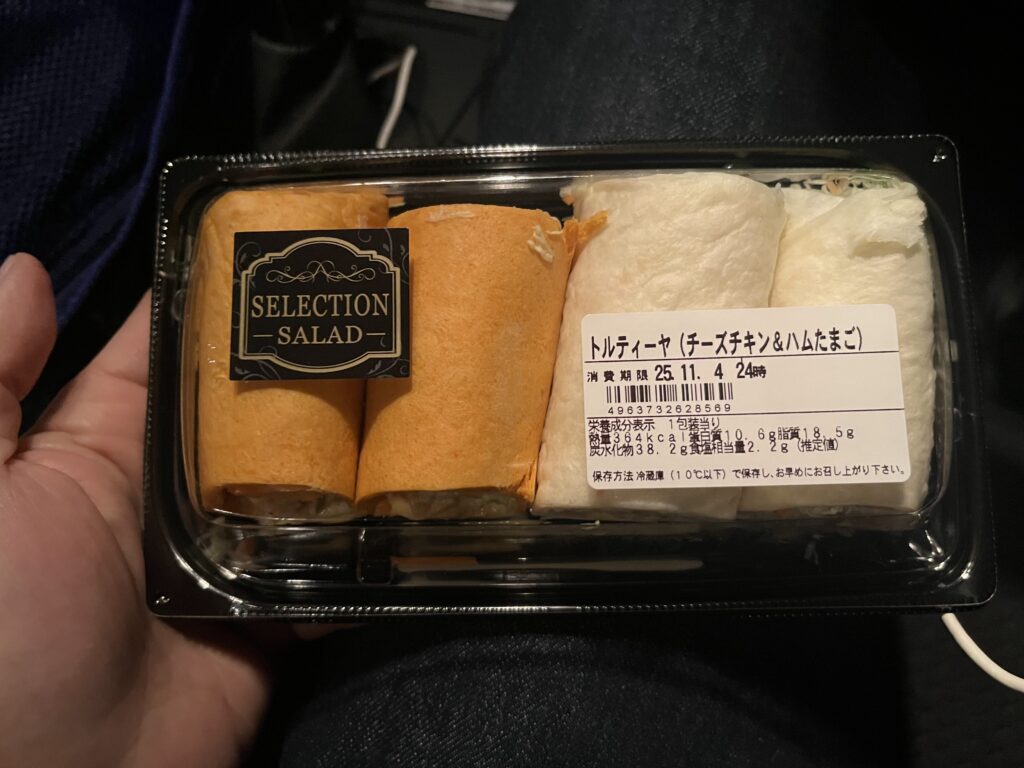 SELECTION
SALAD
トルティーヤ(チーズチキン&ハムたまご)
消費期限 25.11. 4 24時
4963732628569
栄養成分表示 1包装当り
熱量364kcal蛋白質10.6g脂質18.5g
炭水化物38.2g食塩相当量2.2g(推定値)
保存方法 冷蔵庫(10℃以下)で保存し、お早めにお召し上がり下さい。